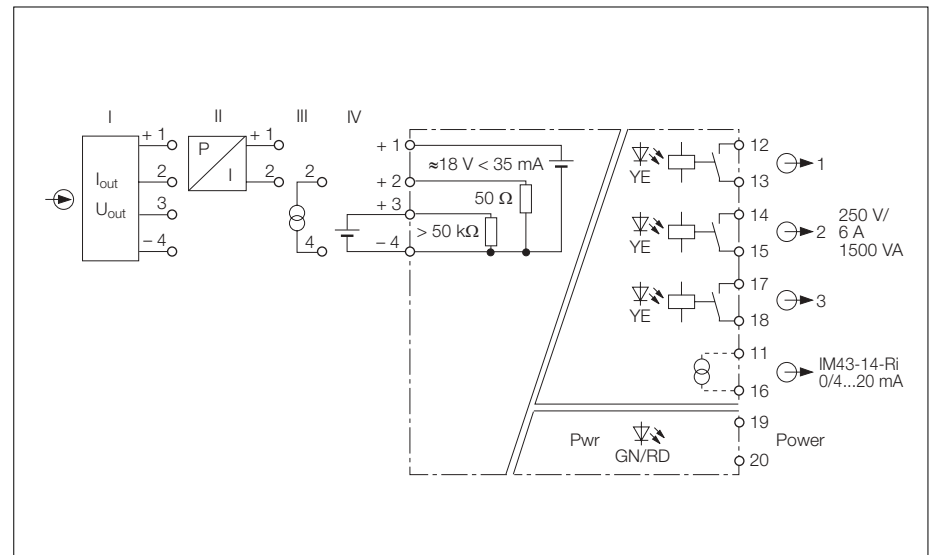 I II III IV
+ 1
2
3
– 4
I out
U out
P
I
+ 1
2
2
4
+ 1
+ 2
+ 3
– 4
≈18 V < 35 mA
50 Ω
> 50 kΩ
YE
12
13
1
YE
14
15
2
250 V/
6 A
1500 VA
YE
17
18
3
11
16
IM43-14-Ri
0/4...20 mA
Pwr
GN/RD
19
20
Power